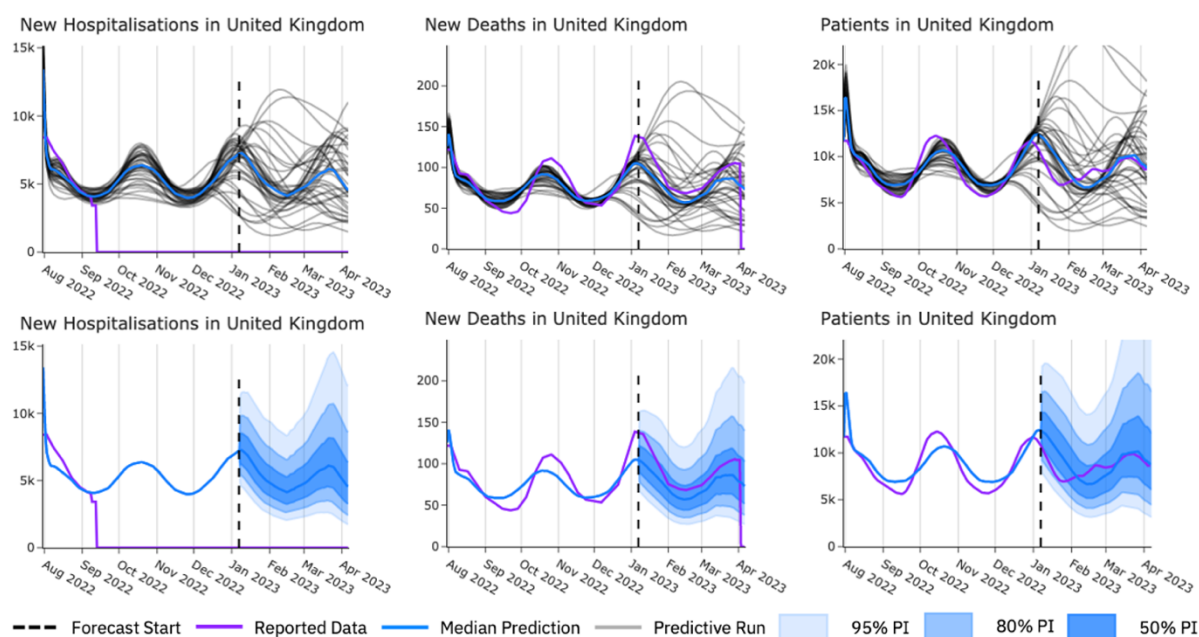 New Hospitalisations in United Kingdom
15k
10k
5k
0
Aug 2022
Sep 2022
Oct 2022
Nov 2022
Dec 2022
Jan 2023
Feb 2023
Mar 2023
Apr 2023
New Deaths in United Kingdom
200
150
100
50
0
Aug 2022
Sep 2022
Oct 2022
Nov 2022
Dec 2022
Jan 2023
Feb 2023
Mar 2023
Apr 2023
Patients in United Kingdom
20k
15k
10k
5k
0
Aug 2022
Sep 2022
Oct 2022
Nov 2022
Dec 2022
Jan 2023
Feb 2023
Mar 2023
Apr 2023
New Hospitalisations in United Kingdom
15k
10k
5k
0
Aug 2022
Sep 2022
Oct 2022
Nov 2022
Dec 2022
Jan 2023
Feb 2023
Mar 2023
Apr 2023
New Deaths in United Kingdom
200
150
100
50
0
Aug 2022
Sep 2022
Oct 2022
Nov 2022
Dec 2022
Jan 2023
Feb 2023
Mar 2023
Apr 2023
Patients in United Kingdom
20k
15k
10k
5k
0
Aug 2022
Sep 2022
Oct 2022
Nov 2022
Dec 2022
Jan 2023
Feb 2023
Mar 2023
Apr 2023
Forecast Start Reported Data Median Prediction Predictive Run 95% PI 80% PI 50% PI